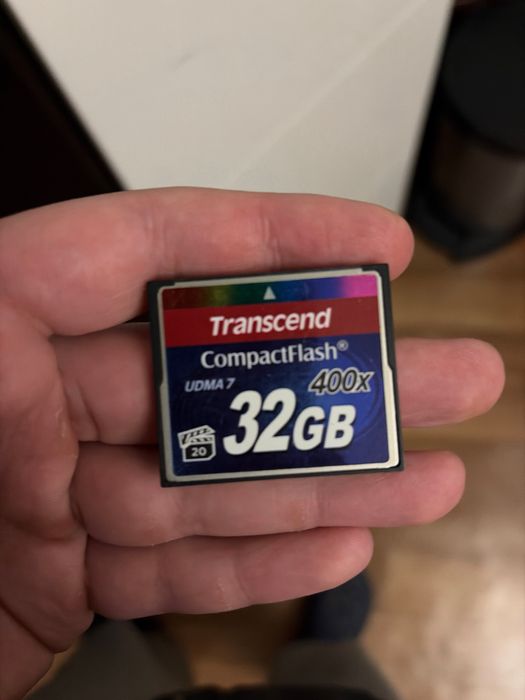 Transcend
CompactFlash®
UDMA 7
400x
32GB
20